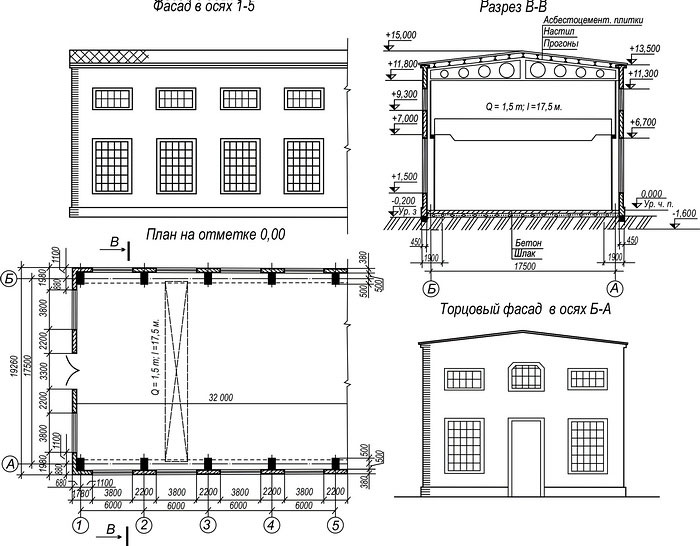 Фасад в осях 1-5
Разрез В-В
Асбестоцемент. плитки
Настил
Прогоны
+15,000
+11,800
+9,300
+7,000
+1,500
-0,200
Ур. з
+13,500
+11,300
+6,700
0,000
Ур. ч. п.
-1,600
Q = 1,5 т; l =17,5 м.
450
1900
Бетон
Шлак
1900
450
17500
Б
А
План на отметке 0,00
В
Б
А
1100
1980
680
3800
2200
3300
2200
3800
1100
1980
680
19260
17500
380
500
500
Q = 1,5 т; l =17,5 м.
32 000
500
500
380
680
1100
1780
3800
2200
3800
2200
3800
2200
3800
2200
6000
6000
6000
6000
1
2
3
4
5
В
Торцовый фасад в осях Б-А